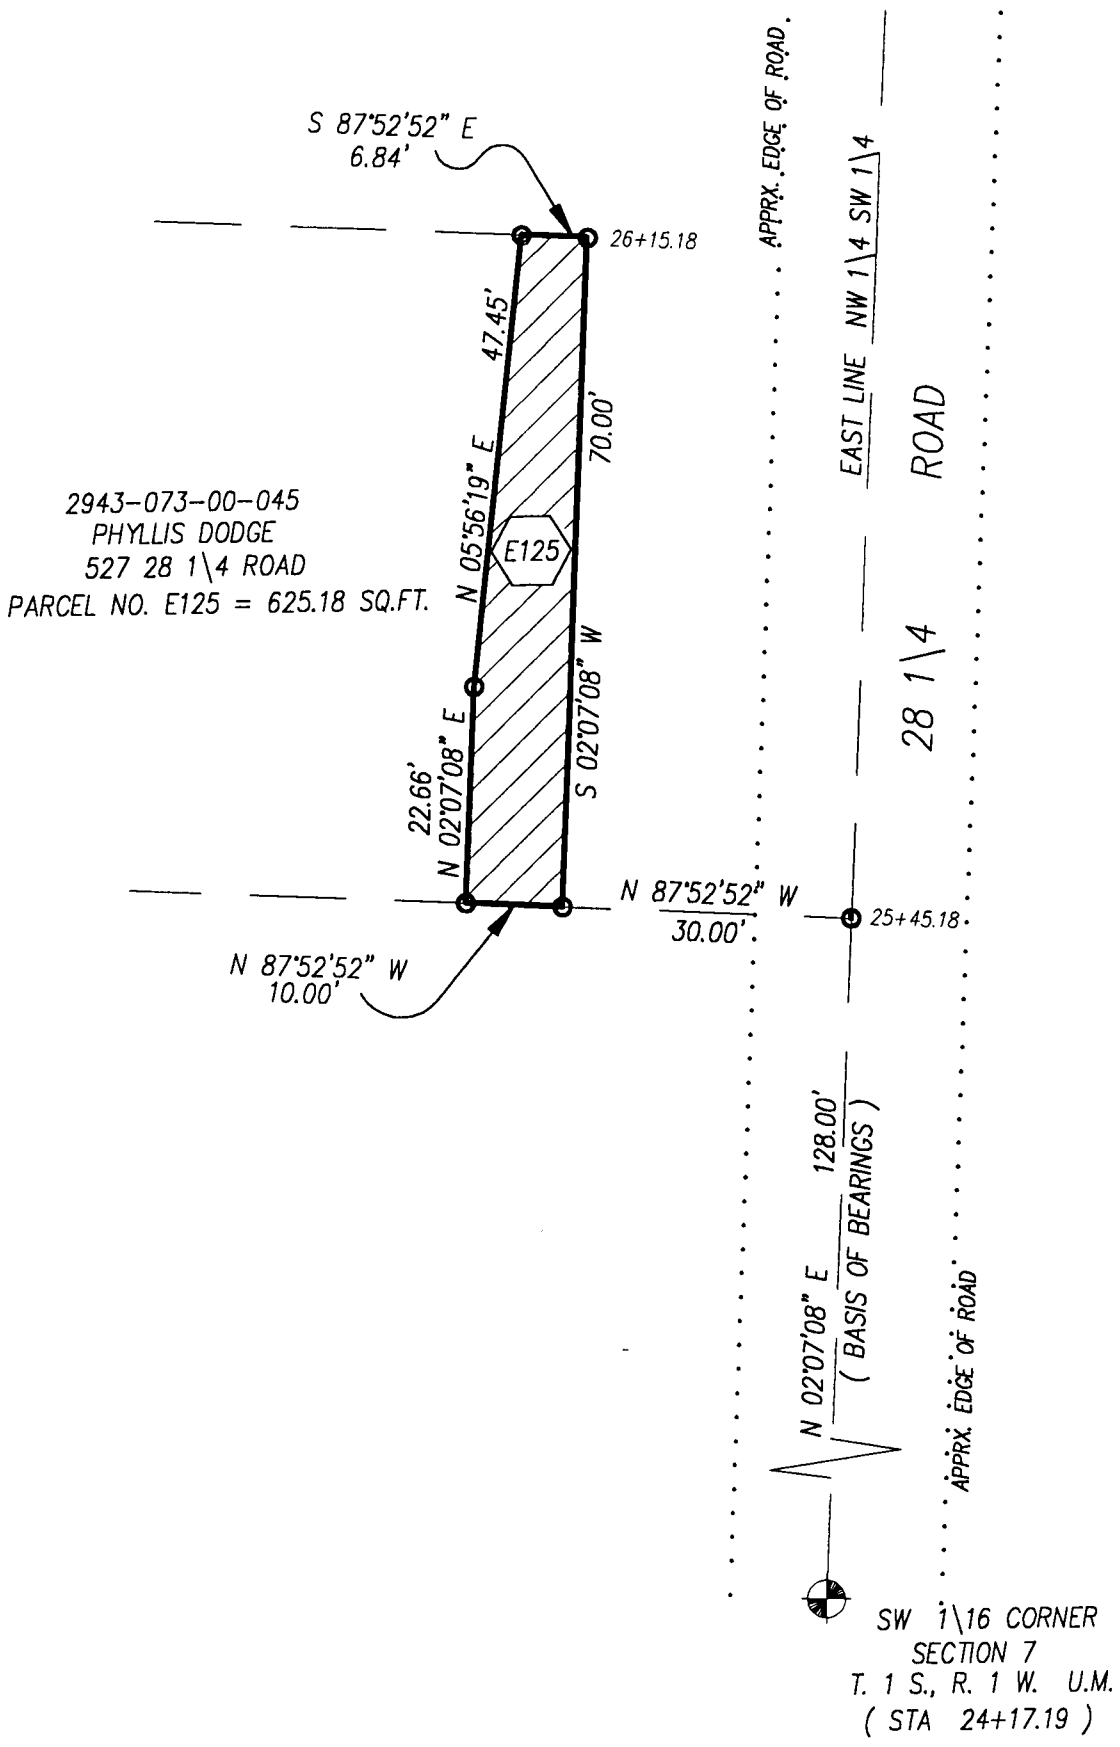 S 87°52'52" E
6.84'
26+15.18
APPRX. EDGE OF ROAD
EAST LINE NW 1\4 SW 1\4
47.45'
N 05°56'19" E
70.00'
S 02°07'08" W
28 1\4 ROAD
2943-073-00-045
PHYLLIS DODGE
527 28 1\4 ROAD
PARCEL NO. E125 = 625.18 SQ.FT.
E125
22.66'
N 02°07'08" E
N 87°52'52" W
30.00'
25+45.18
N 87°52'52" W
10.00'
N 02°07'08" E 128.00'
( BASIS OF BEARINGS )
APPRX. EDGE OF ROAD
SW 1\16 CORNER
SECTION 7
T. 1 S., R. 1 W. U.M.
( STA 24+17.19 )